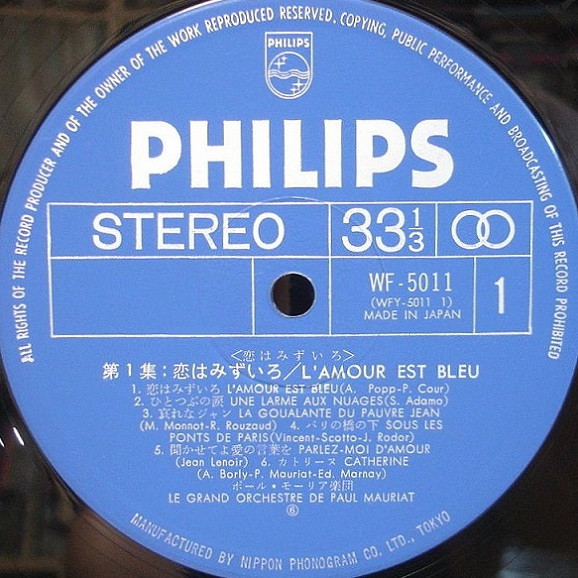 ALL RIGHTS OF THE RECORD PRODUCER AND OF THE OWNER OF THE WORK REPRODUCED RESERVED. COPYING, PUBLIC PERFORMANCE AND BROADCASTING OF THIS RECORD PROHIBITED
PHILIPS
PHILIPS
STEREO 33 1/3
WF-5011
(WFY-5011 1)
MADE IN JAPAN
1
<恋はみずいろ>
第1集:恋はみずいろ/L'AMOUR EST BLEU
1. 恋はみずいろ L'AMOUR EST BLEU(A. Popp-P. Cour)
2. ひとつぶの涙 UNE LARME AUX NUAGES(S. Adamo)
3. 哀れなジャン LA GOUALANTE DU PAUVRE JEAN
(M. Monnot-R. Rouzaud) 4. パリの橋の下 SOUS LES
PONTS DE PARIS(Vincent-Scotto-J. Rodor)
5. 聞かせてよ愛の言葉を PARLEZ-MOI D'AMOUR
(Jean Lenoir) 6. カトリーヌ CATHERINE
(A. Borly-P. Mauriat-Ed. Marnay)
ポール・モーリア楽団
LE GRAND ORCHESTRE DE PAUL MAURIAT
⑥
MANUFACTURED BY NIPPON PHONOGRAM CO. LTD., TOKYO